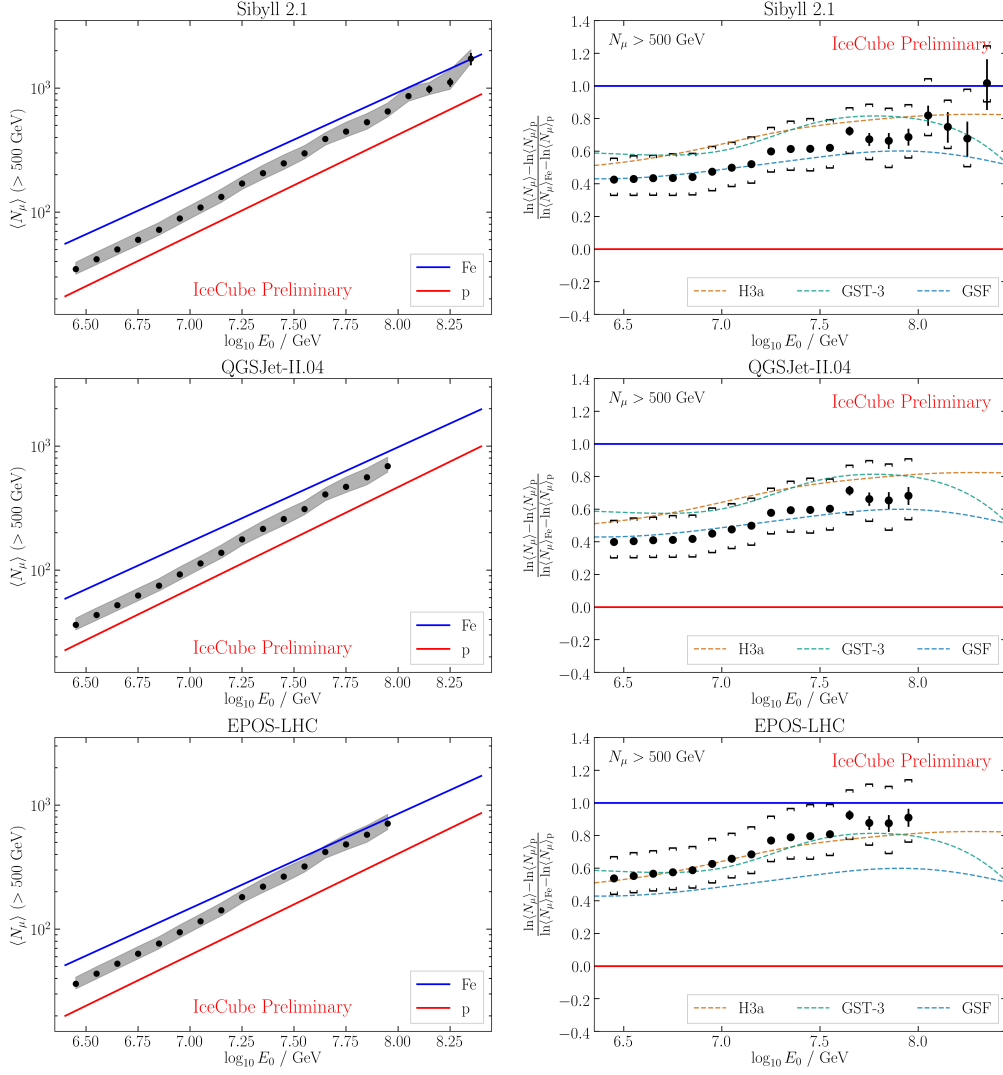 Sibyll 2.1
10³
10²
⟨N_μ⟩ (> 500 GeV)
Fe
p
IceCube Preliminary
6.50 6.75 7.00 7.25 7.50 7.75 8.00 8.25
log₁₀ E₀ / GeV
Sibyll 2.1
N_μ > 500 GeV
IceCube Preliminary
1.4
1.2
1.0
0.8
0.6
0.4
0.2
0.0
−0.2
−0.4
ln⟨N_μ⟩−ln⟨N_μ⟩_p
ln⟨N_μ⟩_Fe−ln⟨N_μ⟩_p
H3a GST-3 GSF
6.5 7.0 7.5 8.0
log₁₀ E₀ / GeV
QGSJet-II.04
10³
10²
⟨N_μ⟩ (> 500 GeV)
Fe
p
IceCube Preliminary
6.50 6.75 7.00 7.25 7.50 7.75 8.00 8.25
log₁₀ E₀ / GeV
QGSJet-II.04
N_μ > 500 GeV
IceCube Preliminary
1.4
1.2
1.0
0.8
0.6
0.4
0.2
0.0
−0.2
−0.4
ln⟨N_μ⟩−ln⟨N_μ⟩_p
ln⟨N_μ⟩_Fe−ln⟨N_μ⟩_p
H3a GST-3 GSF
6.5 7.0 7.5 8.0
log₁₀ E₀ / GeV
EPOS-LHC
10³
10²
⟨N_μ⟩ (> 500 GeV)
Fe
p
IceCube Preliminary
6.50 6.75 7.00 7.25 7.50 7.75 8.00 8.25
log₁₀ E₀ / GeV
EPOS-LHC
N_μ > 500 GeV
IceCube Preliminary
1.4
1.2
1.0
0.8
0.6
0.4
0.2
0.0
−0.2
−0.4
ln⟨N_μ⟩−ln⟨N_μ⟩_p
ln⟨N_μ⟩_Fe−ln⟨N_μ⟩_p
H3a GST-3 GSF
6.5 7.0 7.5 8.0
log₁₀ E₀ / GeV